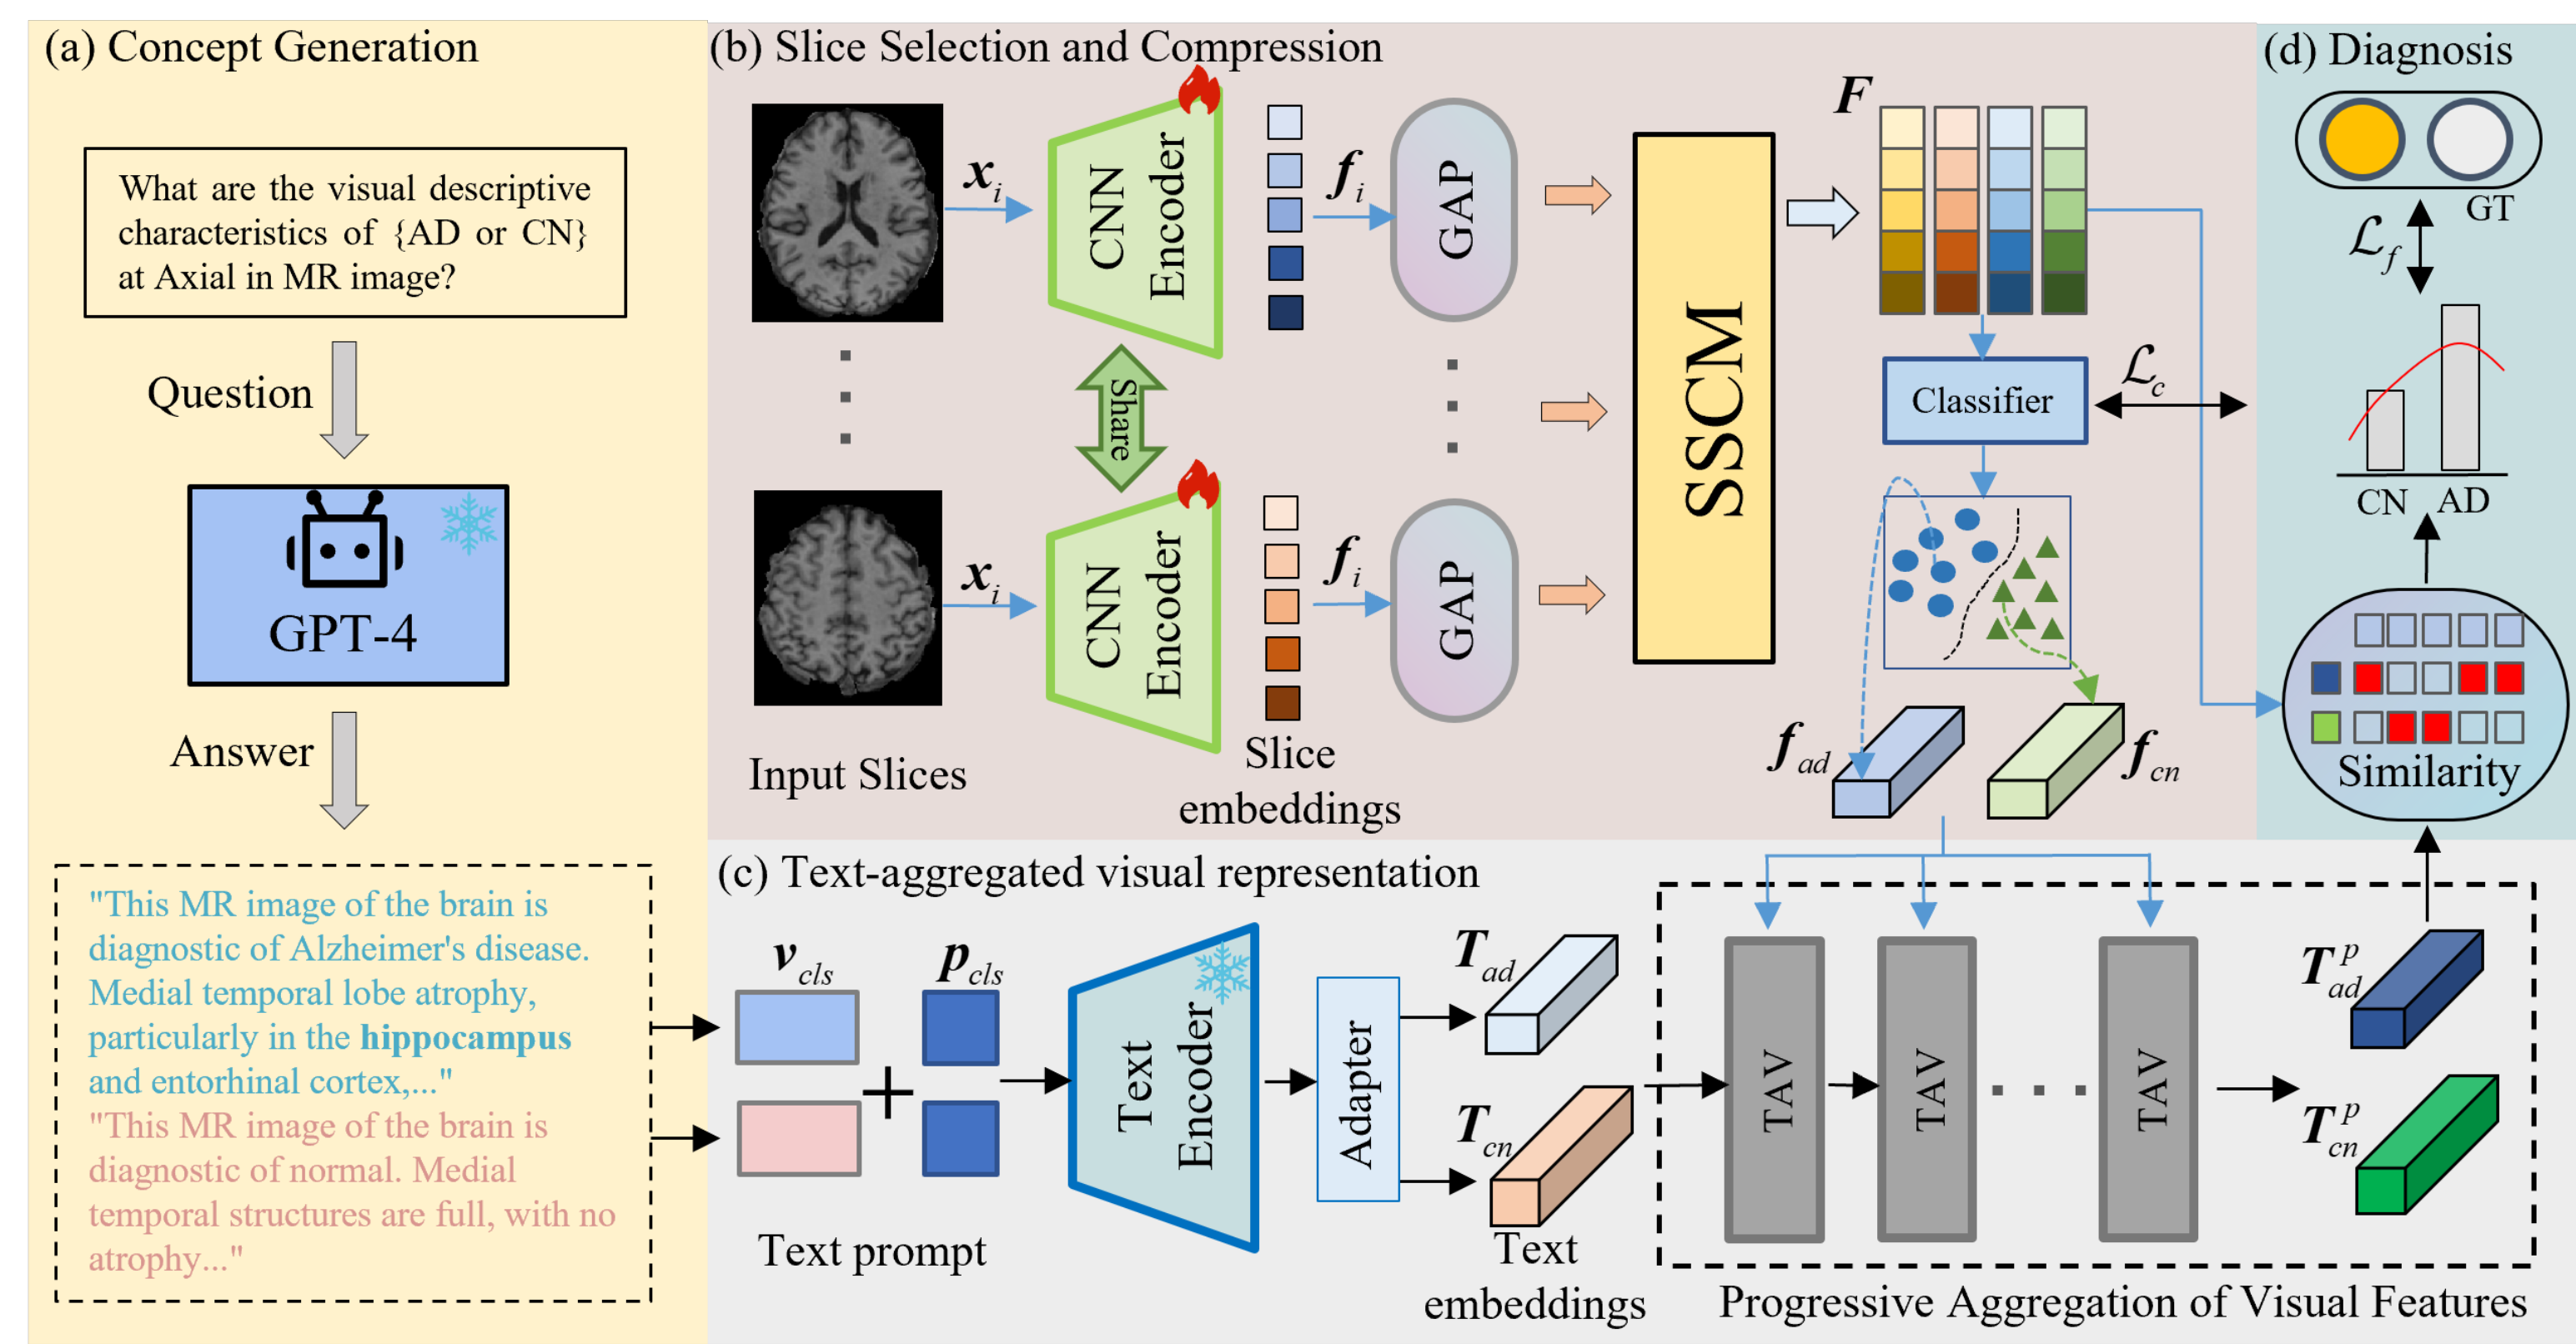 (a) Concept Generation
What are the visual descriptive
characteristics of {AD or CN}
at Axial in MR image?
Question
GPT-4
Answer
"This MR image of the brain is
diagnostic of Alzheimer's disease.
Medial temporal lobe atrophy,
particularly in the hippocampus
and entorhinal cortex,..."
"This MR image of the brain is
diagnostic of normal. Medial
temporal structures are full, with no
atrophy..."
(b) Slice Selection and Compression
x_i
CNN
Encoder
f_i
GAP
Share
x_i
CNN
Encoder
f_i
GAP
Input Slices
Slice
embeddings
SSCM
F
Classifier
ℒ_c
f_ad
f_cn
(c) Text-aggregated visual representation
v_cls
p_cls
+
Text prompt
Text
Encoder
Adapter
T_ad
T_cn
Text
embeddings
TAV
TAV
TAV
T_ad^p
T_cn^p
Progressive Aggregation of Visual Features
(d) Diagnosis
GT
ℒ_f
CN AD
Similarity